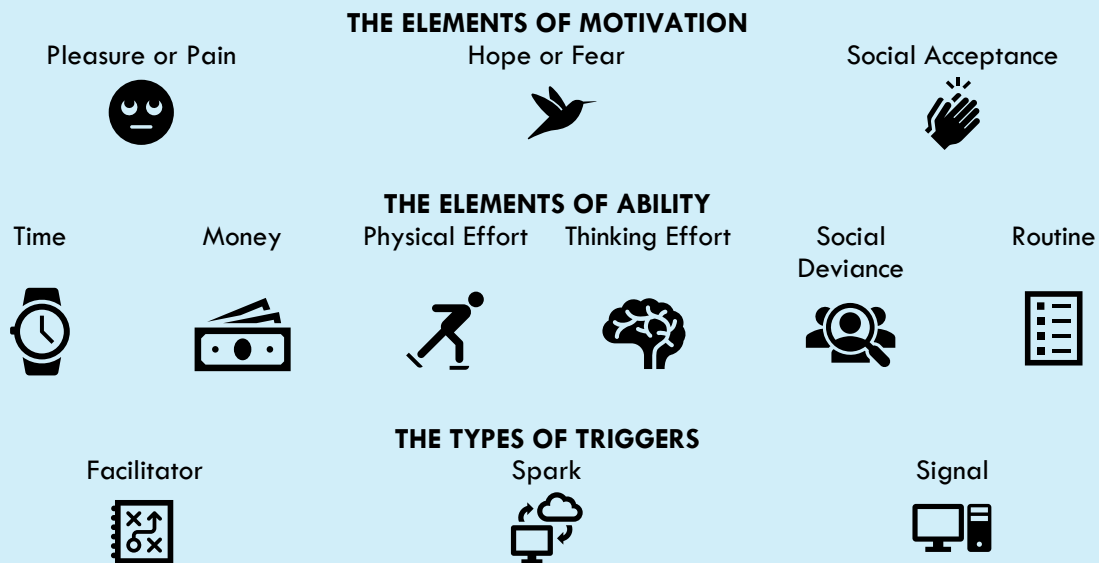 THE ELEMENTS OF MOTIVATION
Pleasure or Pain
Hope or Fear
Social Acceptance
THE ELEMENTS OF ABILITY
Time
Money
Physical Effort
Thinking Effort
Social
Deviance
Routine
THE TYPES OF TRIGGERS
Facilitator
Spark
Signal